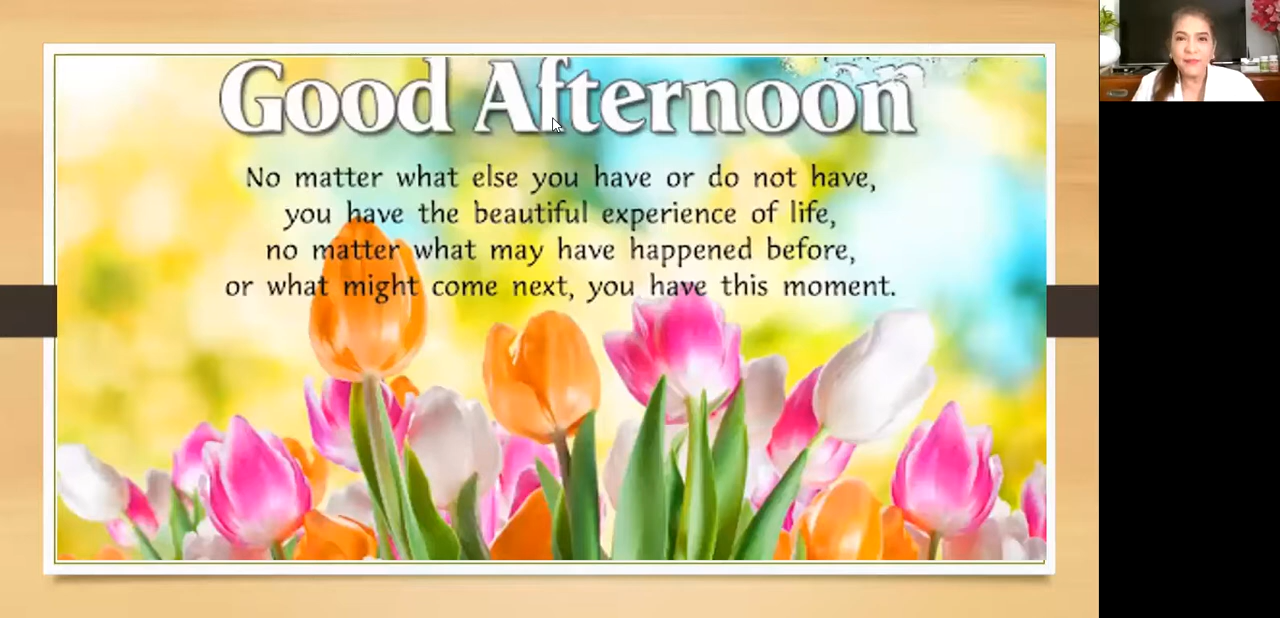 Good Afternoon
No matter what else you have or do not have,
you have the beautiful experience of life,
no matter what may have happened before,
or what might come next, you have this moment.